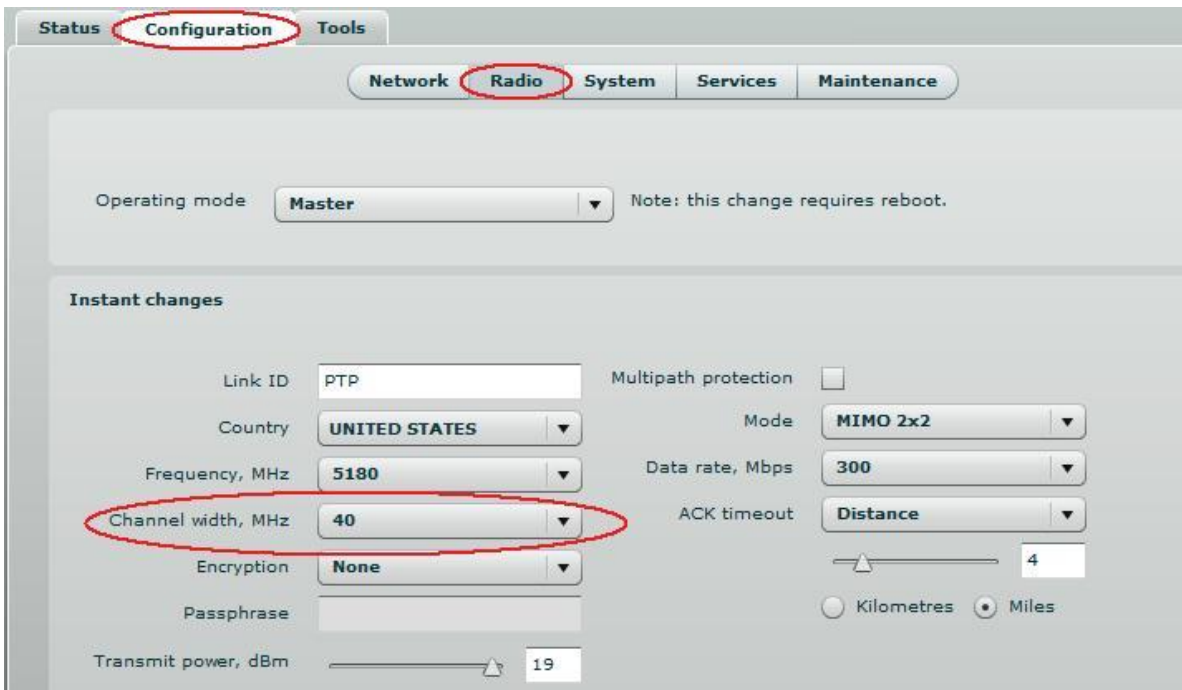 Status Configuration Tools
Network Radio System Services Maintenance
Operating mode Master Note: this change requires reboot.
Instant changes
Link ID PTP Multipath protection
Country UNITED STATES Mode MIMO 2x2
Frequency, MHz 5180 Data rate, Mbps 300
Channel width, MHz 40 ACK timeout Distance
Encryption None 4
Passphrase Kilometres Miles
Transmit power, dBm 19